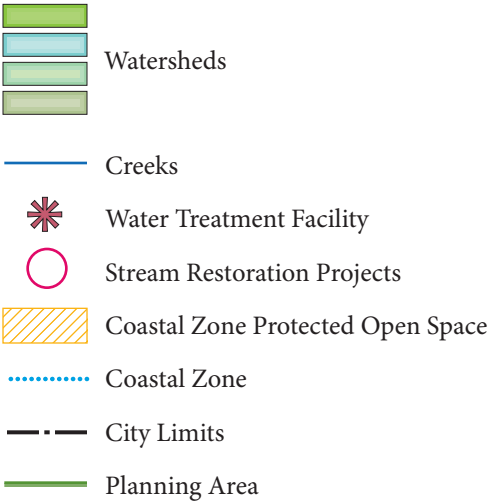 Watersheds
Creeks
Water Treatment Facility
Stream Restoration Projects
Coastal Zone Protected Open Space
Coastal Zone
City Limits
Planning Area